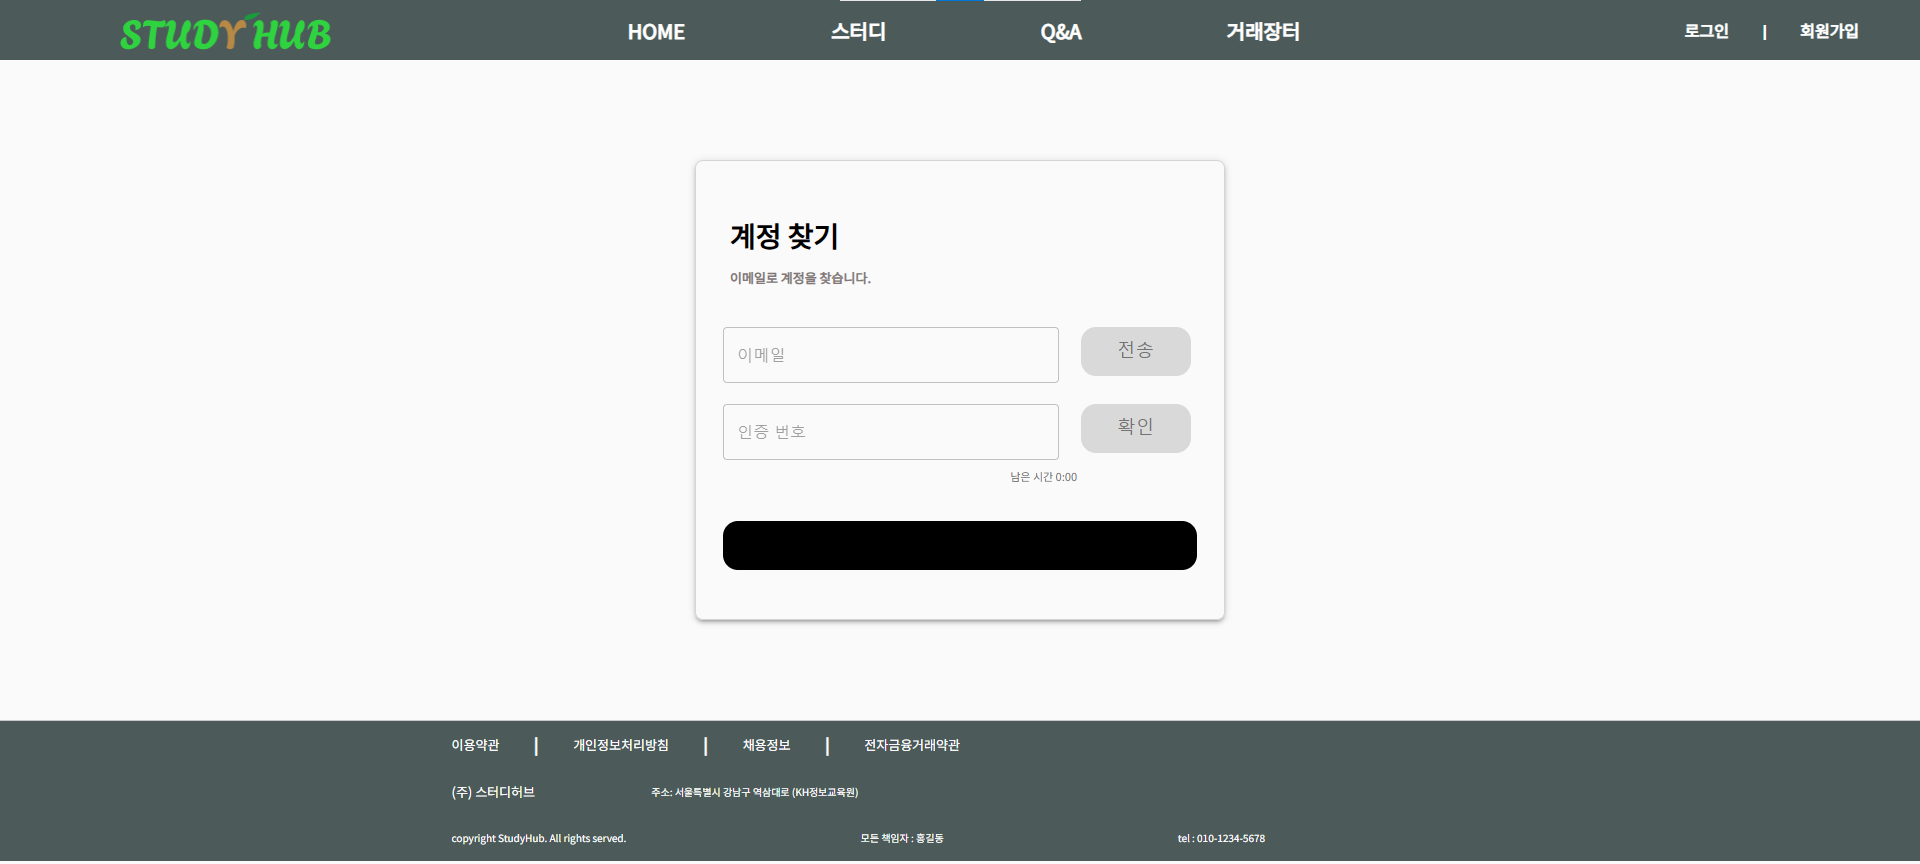 STUDYHUB HOME 스터디 Q&A 거래장터 로그인 | 회원가입
계정 찾기
이메일로 계정을 찾습니다.
이메일 전송
인증 번호 확인
남은 시간 0:00
이용약관 | 개인정보처리방침 | 채용정보 | 전자금융거래약관
(주) 스터디허브 주소: 서울특별시 강남구 역삼대로 (KH정보교육원)
copyright StudyHub. All rights served. 모든 책임자 : 홍길동 tel : 010-1234-5678